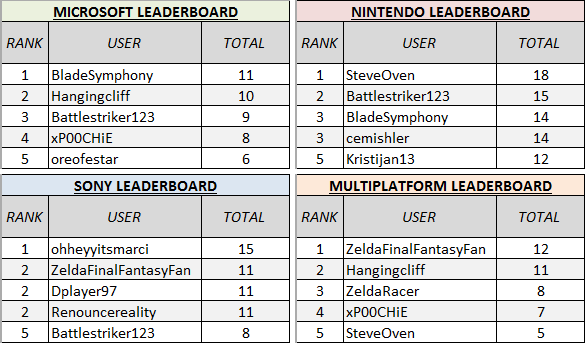 MICROSOFT LEADERBOARD
RANK USER TOTAL
1 BladeSymphony 11
2 Hangingcliff 10
3 Battlestriker123 9
4 xP00CHiE 8
5 oreofestar 6
NINTENDO LEADERBOARD
RANK USER TOTAL
1 SteveOven 18
2 Battlestriker123 15
3 BladeSymphony 14
3 cemishler 14
5 Kristijan13 12
SONY LEADERBOARD
RANK USER TOTAL
1 ohheyyitsmarci 15
2 ZeldaFinalFantasyFan 11
2 Dplayer97 11
2 Renouncereality 11
5 Battlestriker123 8
MULTIPLATFORM LEADERBOARD
RANK USER TOTAL
1 ZeldaFinalFantasyFan 12
2 Hangingcliff 11
3 ZeldaRacer 8
4 xP00CHiE 7
5 SteveOven 5